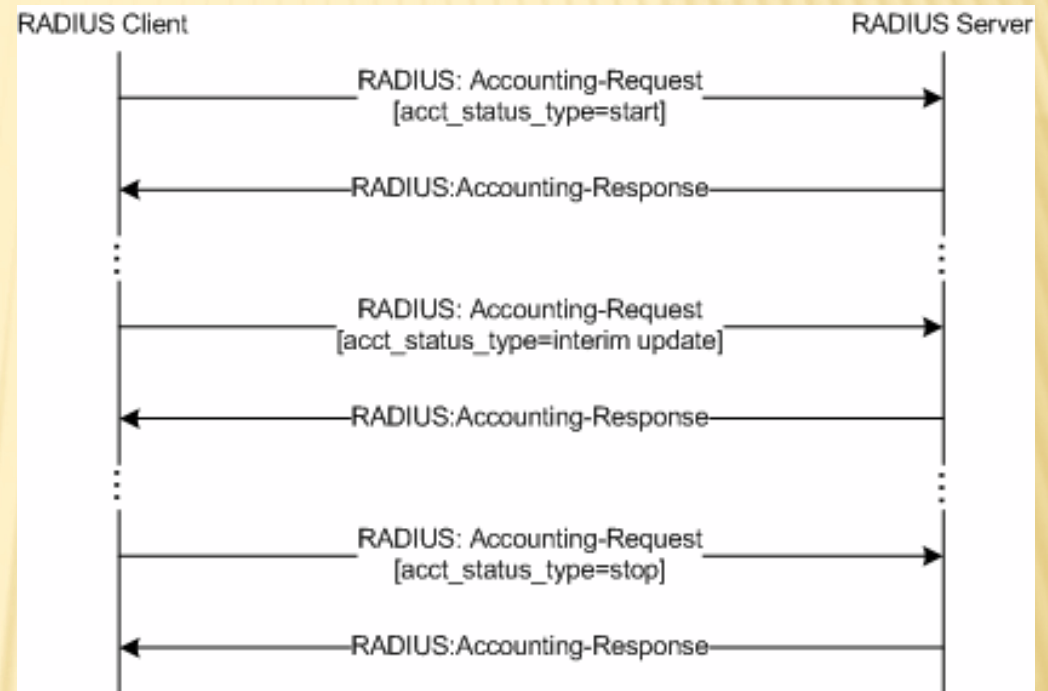 RADIUS Client
RADIUS Server
RADIUS: Accounting-Request
[acct_status_type=start]
RADIUS:Accounting-Response
RADIUS: Accounting-Request
[acct_status_type=interim update]
RADIUS:Accounting-Response
RADIUS: Accounting-Request
[acct_status_type=stop]
RADIUS:Accounting-Response